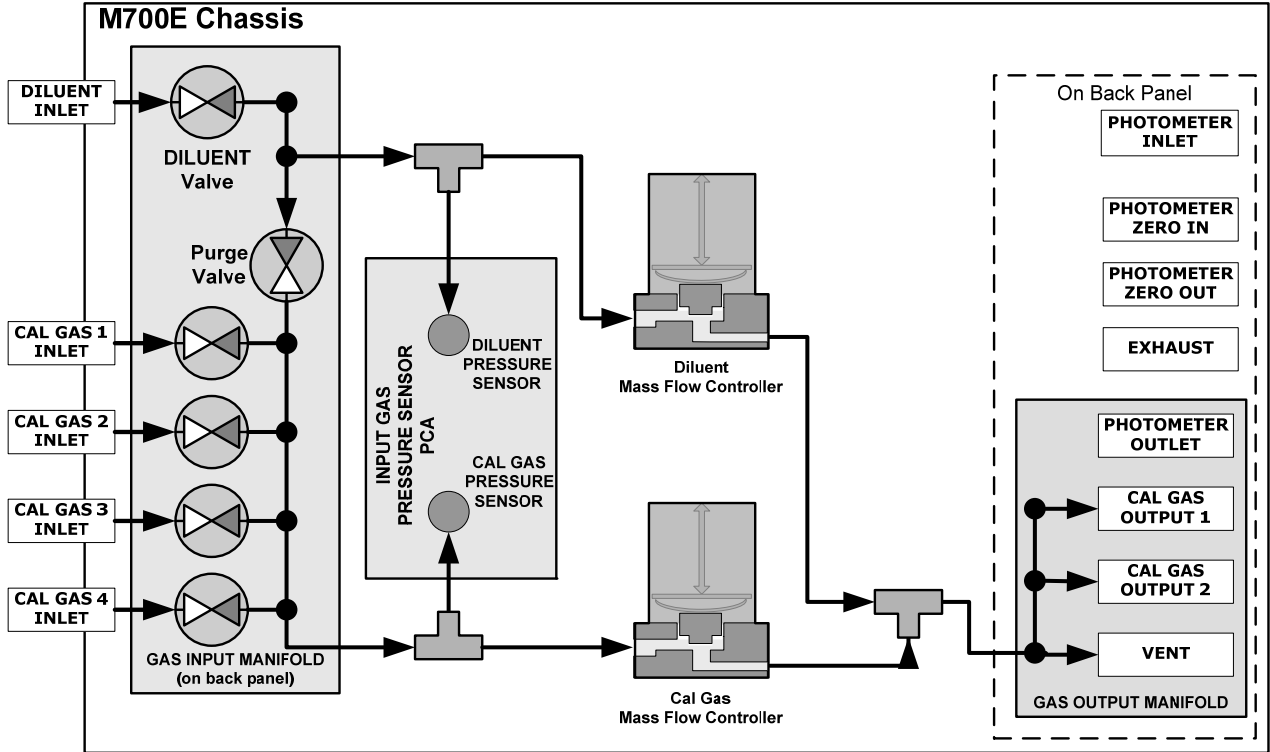 M700E Chassis
DILUENT
INLET
DILUENT
Valve
Purge
Valve
CAL GAS 1
INLET
CAL GAS 2
INLET
CAL GAS 3
INLET
CAL GAS 4
INLET
GAS INPUT MANIFOLD
(on back panel)
INPUT GAS
PRESSURE SENSOR
PCA
DILUENT
PRESSURE
SENSOR
CAL GAS
PRESSURE
SENSOR
Diluent
Mass Flow Controller
Cal Gas
Mass Flow Controller
On Back Panel
PHOTOMETER
INLET
PHOTOMETER
ZERO IN
PHOTOMETER
ZERO OUT
EXHAUST
PHOTOMETER
OUTLET
CAL GAS
OUTPUT 1
CAL GAS
OUTPUT 2
VENT
GAS OUTPUT MANIFOLD